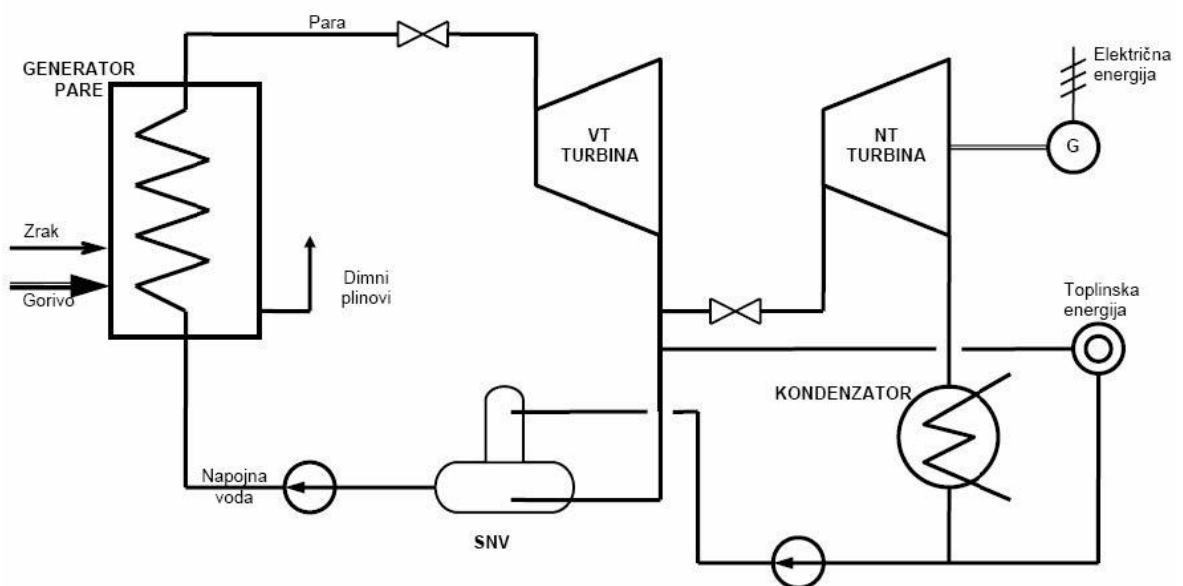 Para
GENERATOR
PARE
VT
TURBINA
NT
TURBINA
Električna
energija
G
Zrak
Gorivo
Dimni
plinovi
Toplinska
energija
KONDENZATOR
Napojna
voda
SNV